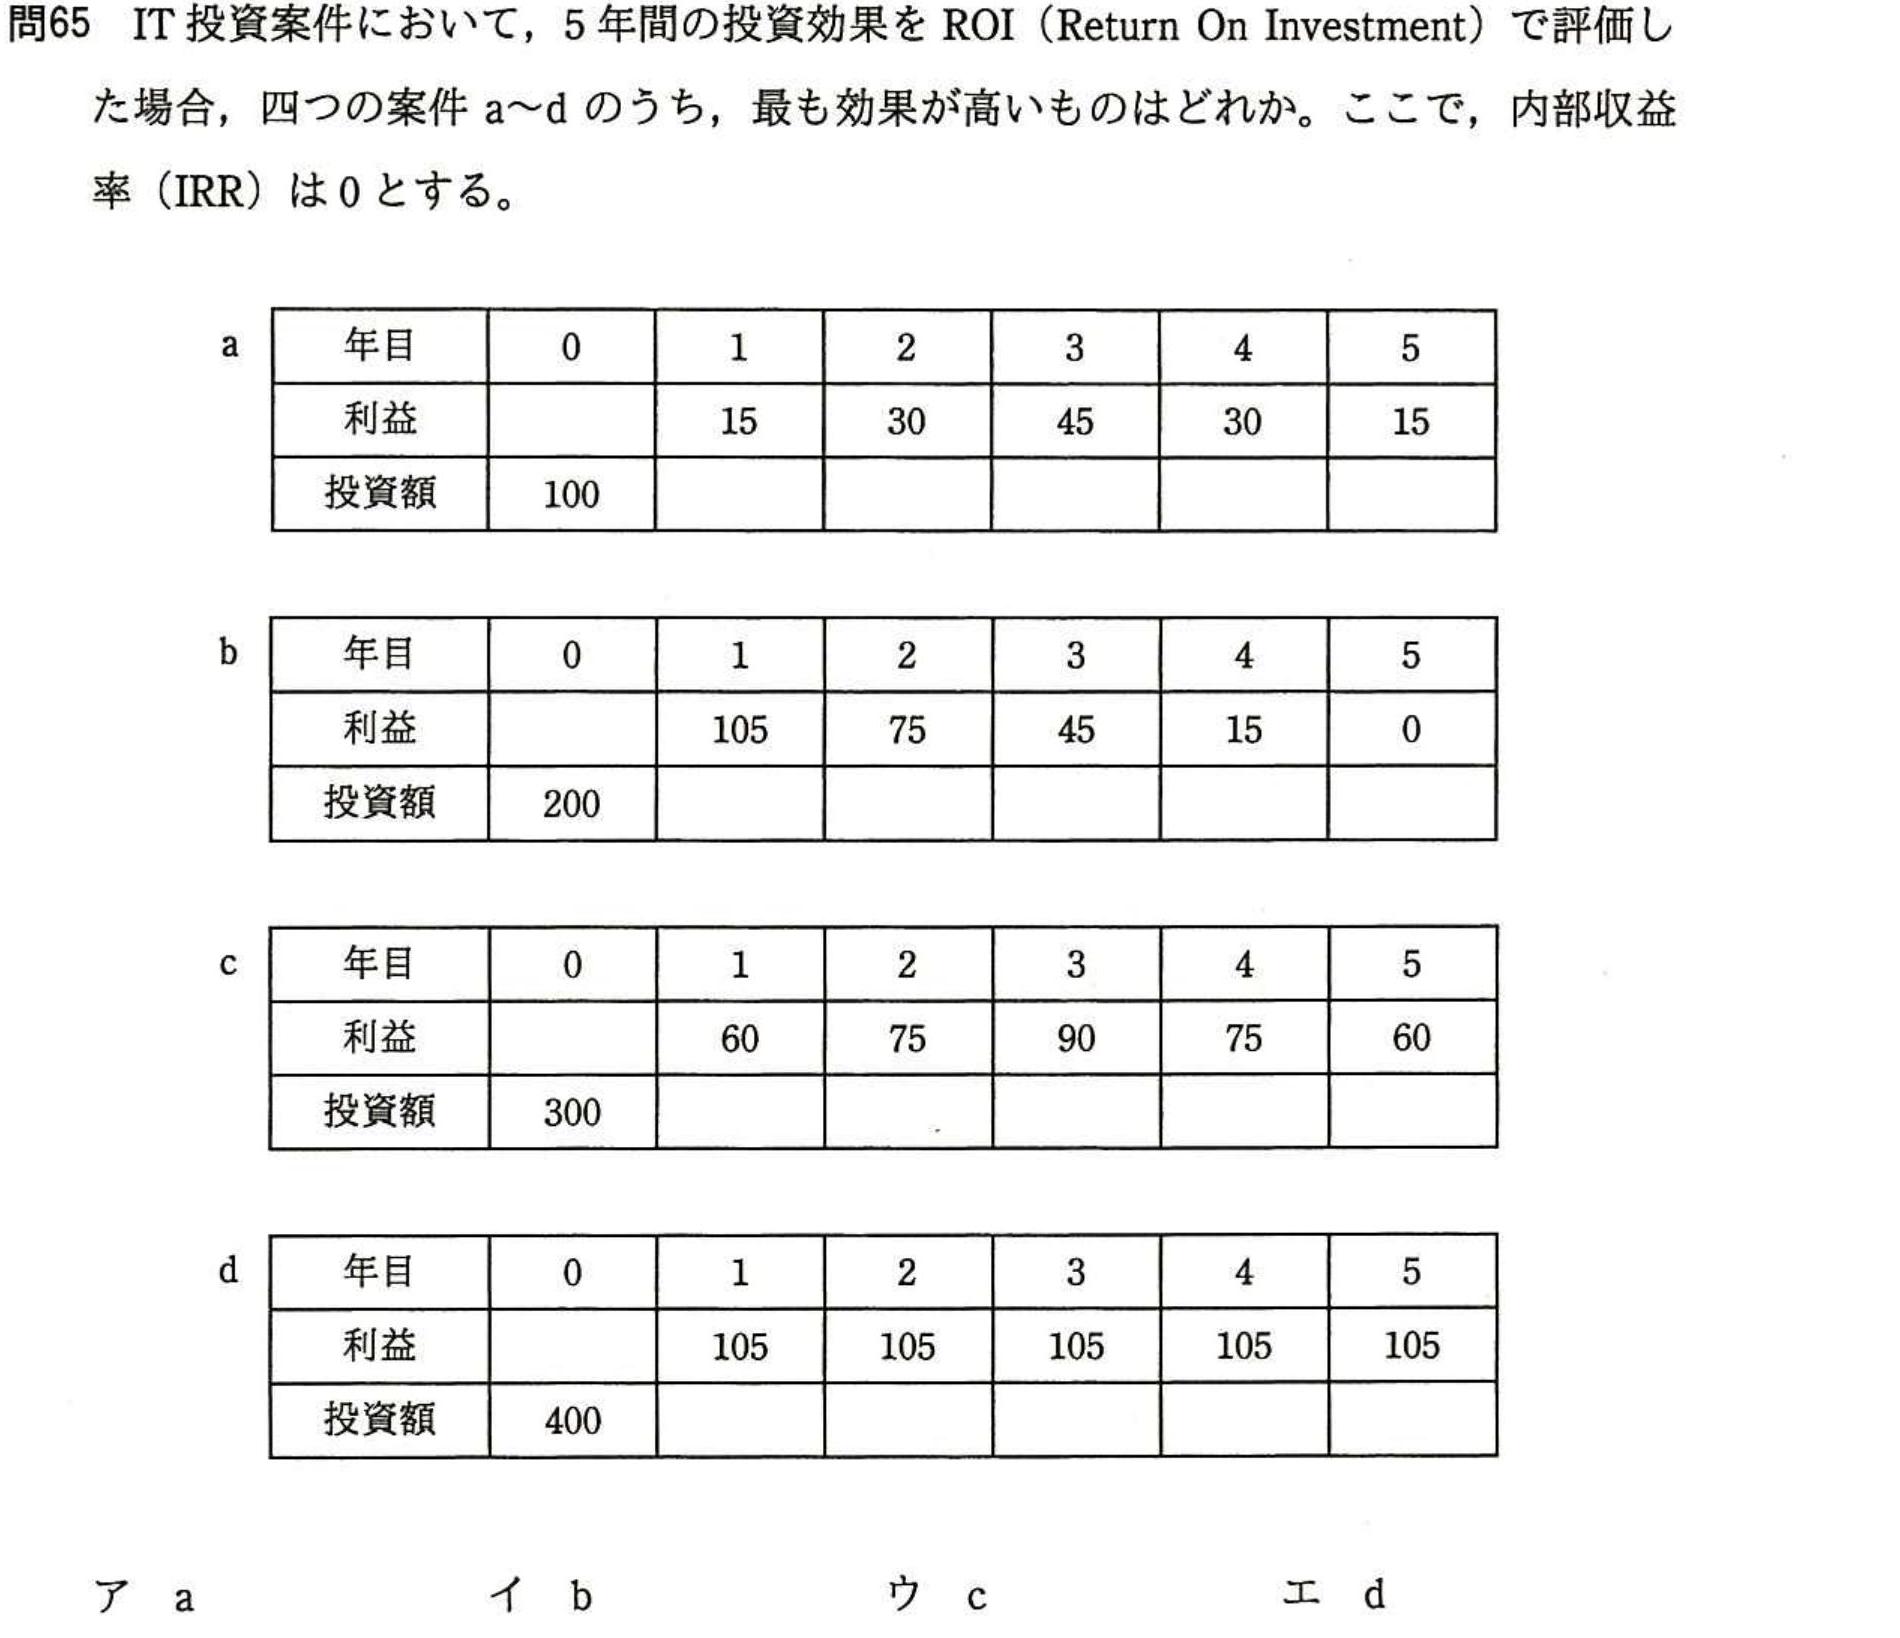 問65 IT投資案件において，5年間の投資効果をROI（Return On Investment）で評価し
た場合，四つの案件 a～d のうち，最も効果が高いものはどれか。ここで，内部収益
率（IRR）は0とする。
a 年目 0 1 2 3 4 5
利益 15 30 45 30 15
投資額 100
b 年目 0 1 2 3 4 5
利益 105 75 45 15 0
投資額 200
c 年目 0 1 2 3 4 5
利益 60 75 90 75 60
投資額 300
d 年目 0 1 2 3 4 5
利益 105 105 105 105 105
投資額 400
ア a イ b ウ c エ d